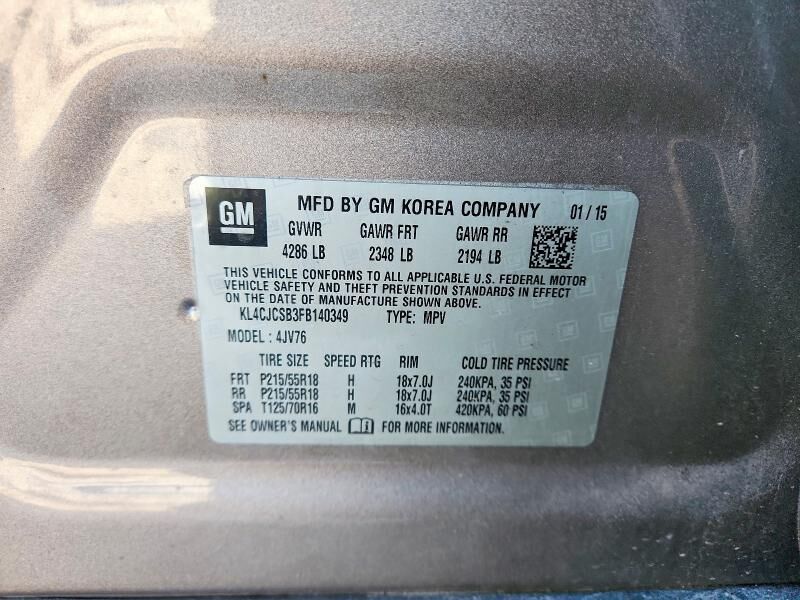 GM MFD BY GM KOREA COMPANY 01 / 15
GVWR GAWR FRT GAWR RR
4286 LB 2348 LB 2194 LB
THIS VEHICLE CONFORMS TO ALL APPLICABLE U.S. FEDERAL MOTOR
VEHICLE SAFETY AND THEFT PREVENTION STANDARDS IN EFFECT
ON THE DATE OF MANUFACTURE SHOWN ABOVE.
KL4CJCSB3FB140349 TYPE: MPV
MODEL : 4JV76
TIRE SIZE SPEED RTG RIM COLD TIRE PRESSURE
FRT P215/55R18 H 18x7.0J 240KPA, 35 PSI
RR P215/55R18 H 18x7.0J 240KPA, 35 PSI
SPA T125/70R16 M 16x4.0T 420KPA, 60 PSI
SEE OWNER'S MANUAL FOR MORE INFORMATION.